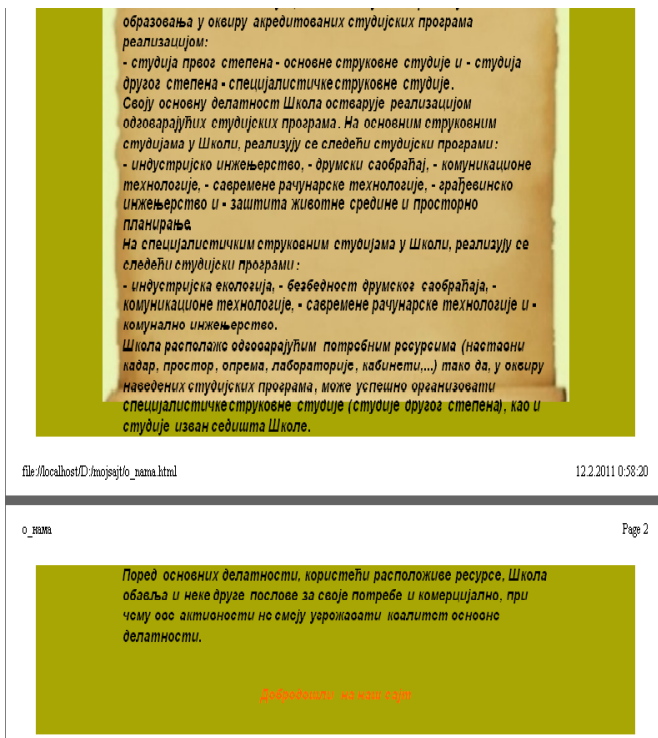 образовања у оквиру акредитованих студијских програма
реализацијом:
- студија првог степена - основне струковне студије и - студија
другог степена - специјалистичке струковне студије.
Своју основну делатност Школа остварује реализацијом
одговарајућих студијских програма. На основним струковним
студијама у Школи, реализују се следећи студијски програми:
- индустријско инжењерство, - друмски саобраћај, - комуникационе
технологије, - савремене рачунарске технологије, - грађевинско
инжењерство и - заштита животне средине и просторно
планирање.
На специјалистичким струковним студијама у Школи, реализују се
следећи студијски програми:
- индустријска екологија, - безбедност друмског саобраћаја, -
комуникационе технологије, - савремене рачунарске технологије и -
комунално инжењерство.
Школа располаже одговарајућим потребним ресурсима (наставни
кадар, простор, опрема, лабораторије, кабинети,...) тако да, у оквиру
наведених студијских програма, може успешно организовати
специјалистичке струковне студије (студије другог степена), као и
студије изван седишта Школе.
file://localhost/D:/mojsajt/o_nama.html 12.2.2011 0:58:20
о_нама Page 2
Поред основних делатности, користећи расположиве ресурсе, Школа
обавља и неке друге послове за своје потребе и комерцијално, при
чему ове активности не смеју угрожавати квалитет основне
делатности.
Добродошли на наш сајт